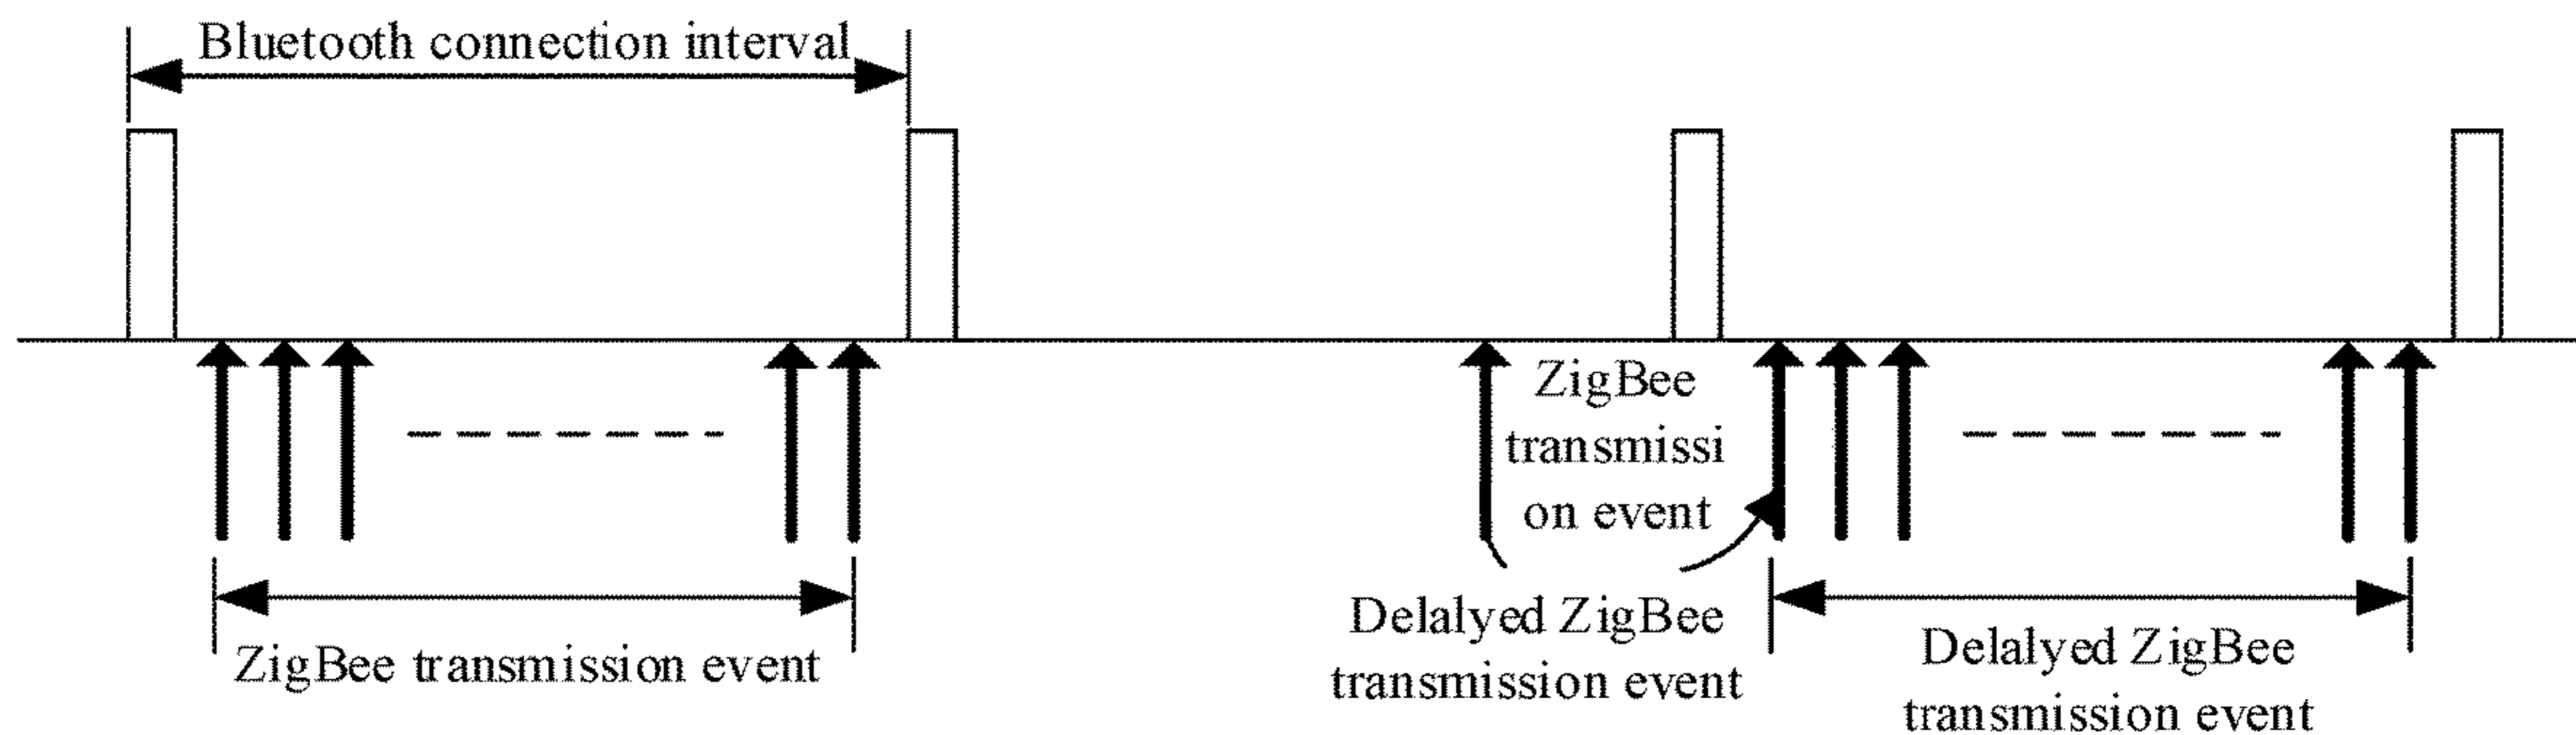 Bluetooth connection interval
ZigBee transmission event
ZigBee
transmissi
on event
Delalyed ZigBee
transmission event
Delalyed ZigBee
transmission event